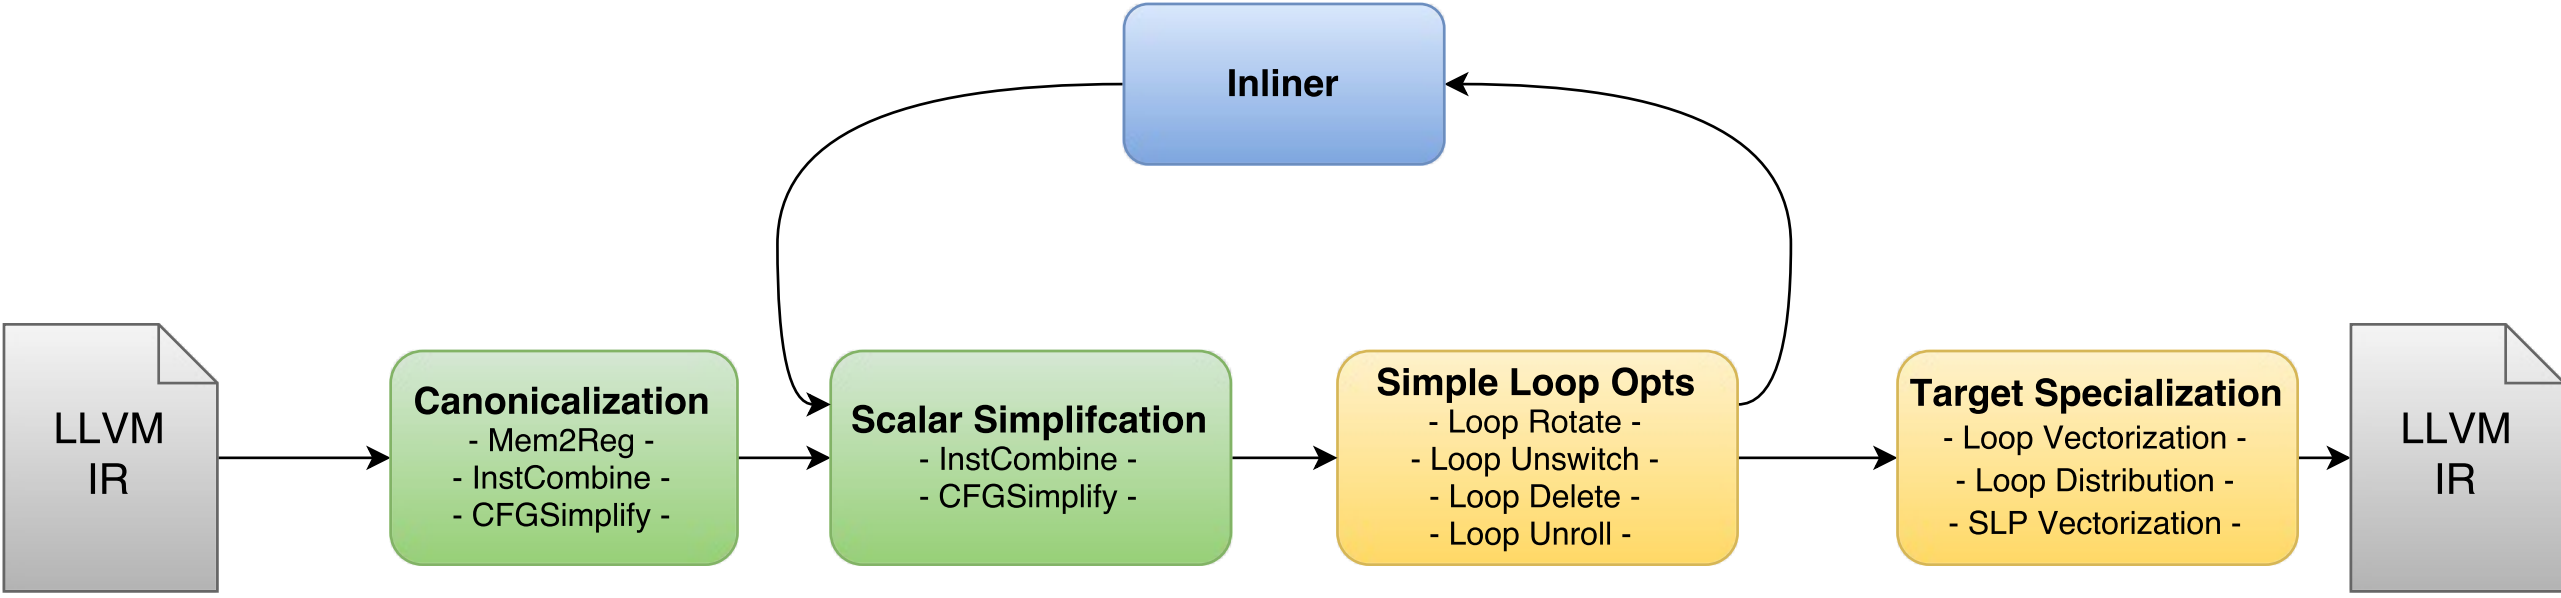 Inliner
LLVM
IR
Canonicalization
- Mem2Reg -
- InstCombine -
- CFGSimplify -
Scalar Simplifcation
- InstCombine -
- CFGSimplify -
Simple Loop Opts
- Loop Rotate -
- Loop Unswitch -
- Loop Delete -
- Loop Unroll -
Target Specialization
- Loop Vectorization -
- Loop Distribution -
- SLP Vectorization -
LLVM
IR